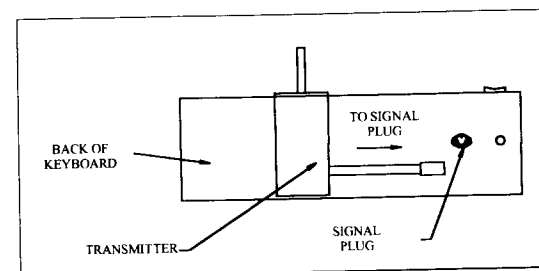 TO SIGNAL
PLUG
BACK OF
KEYBOARD
TRANSMITTER
SIGNAL
PLUG